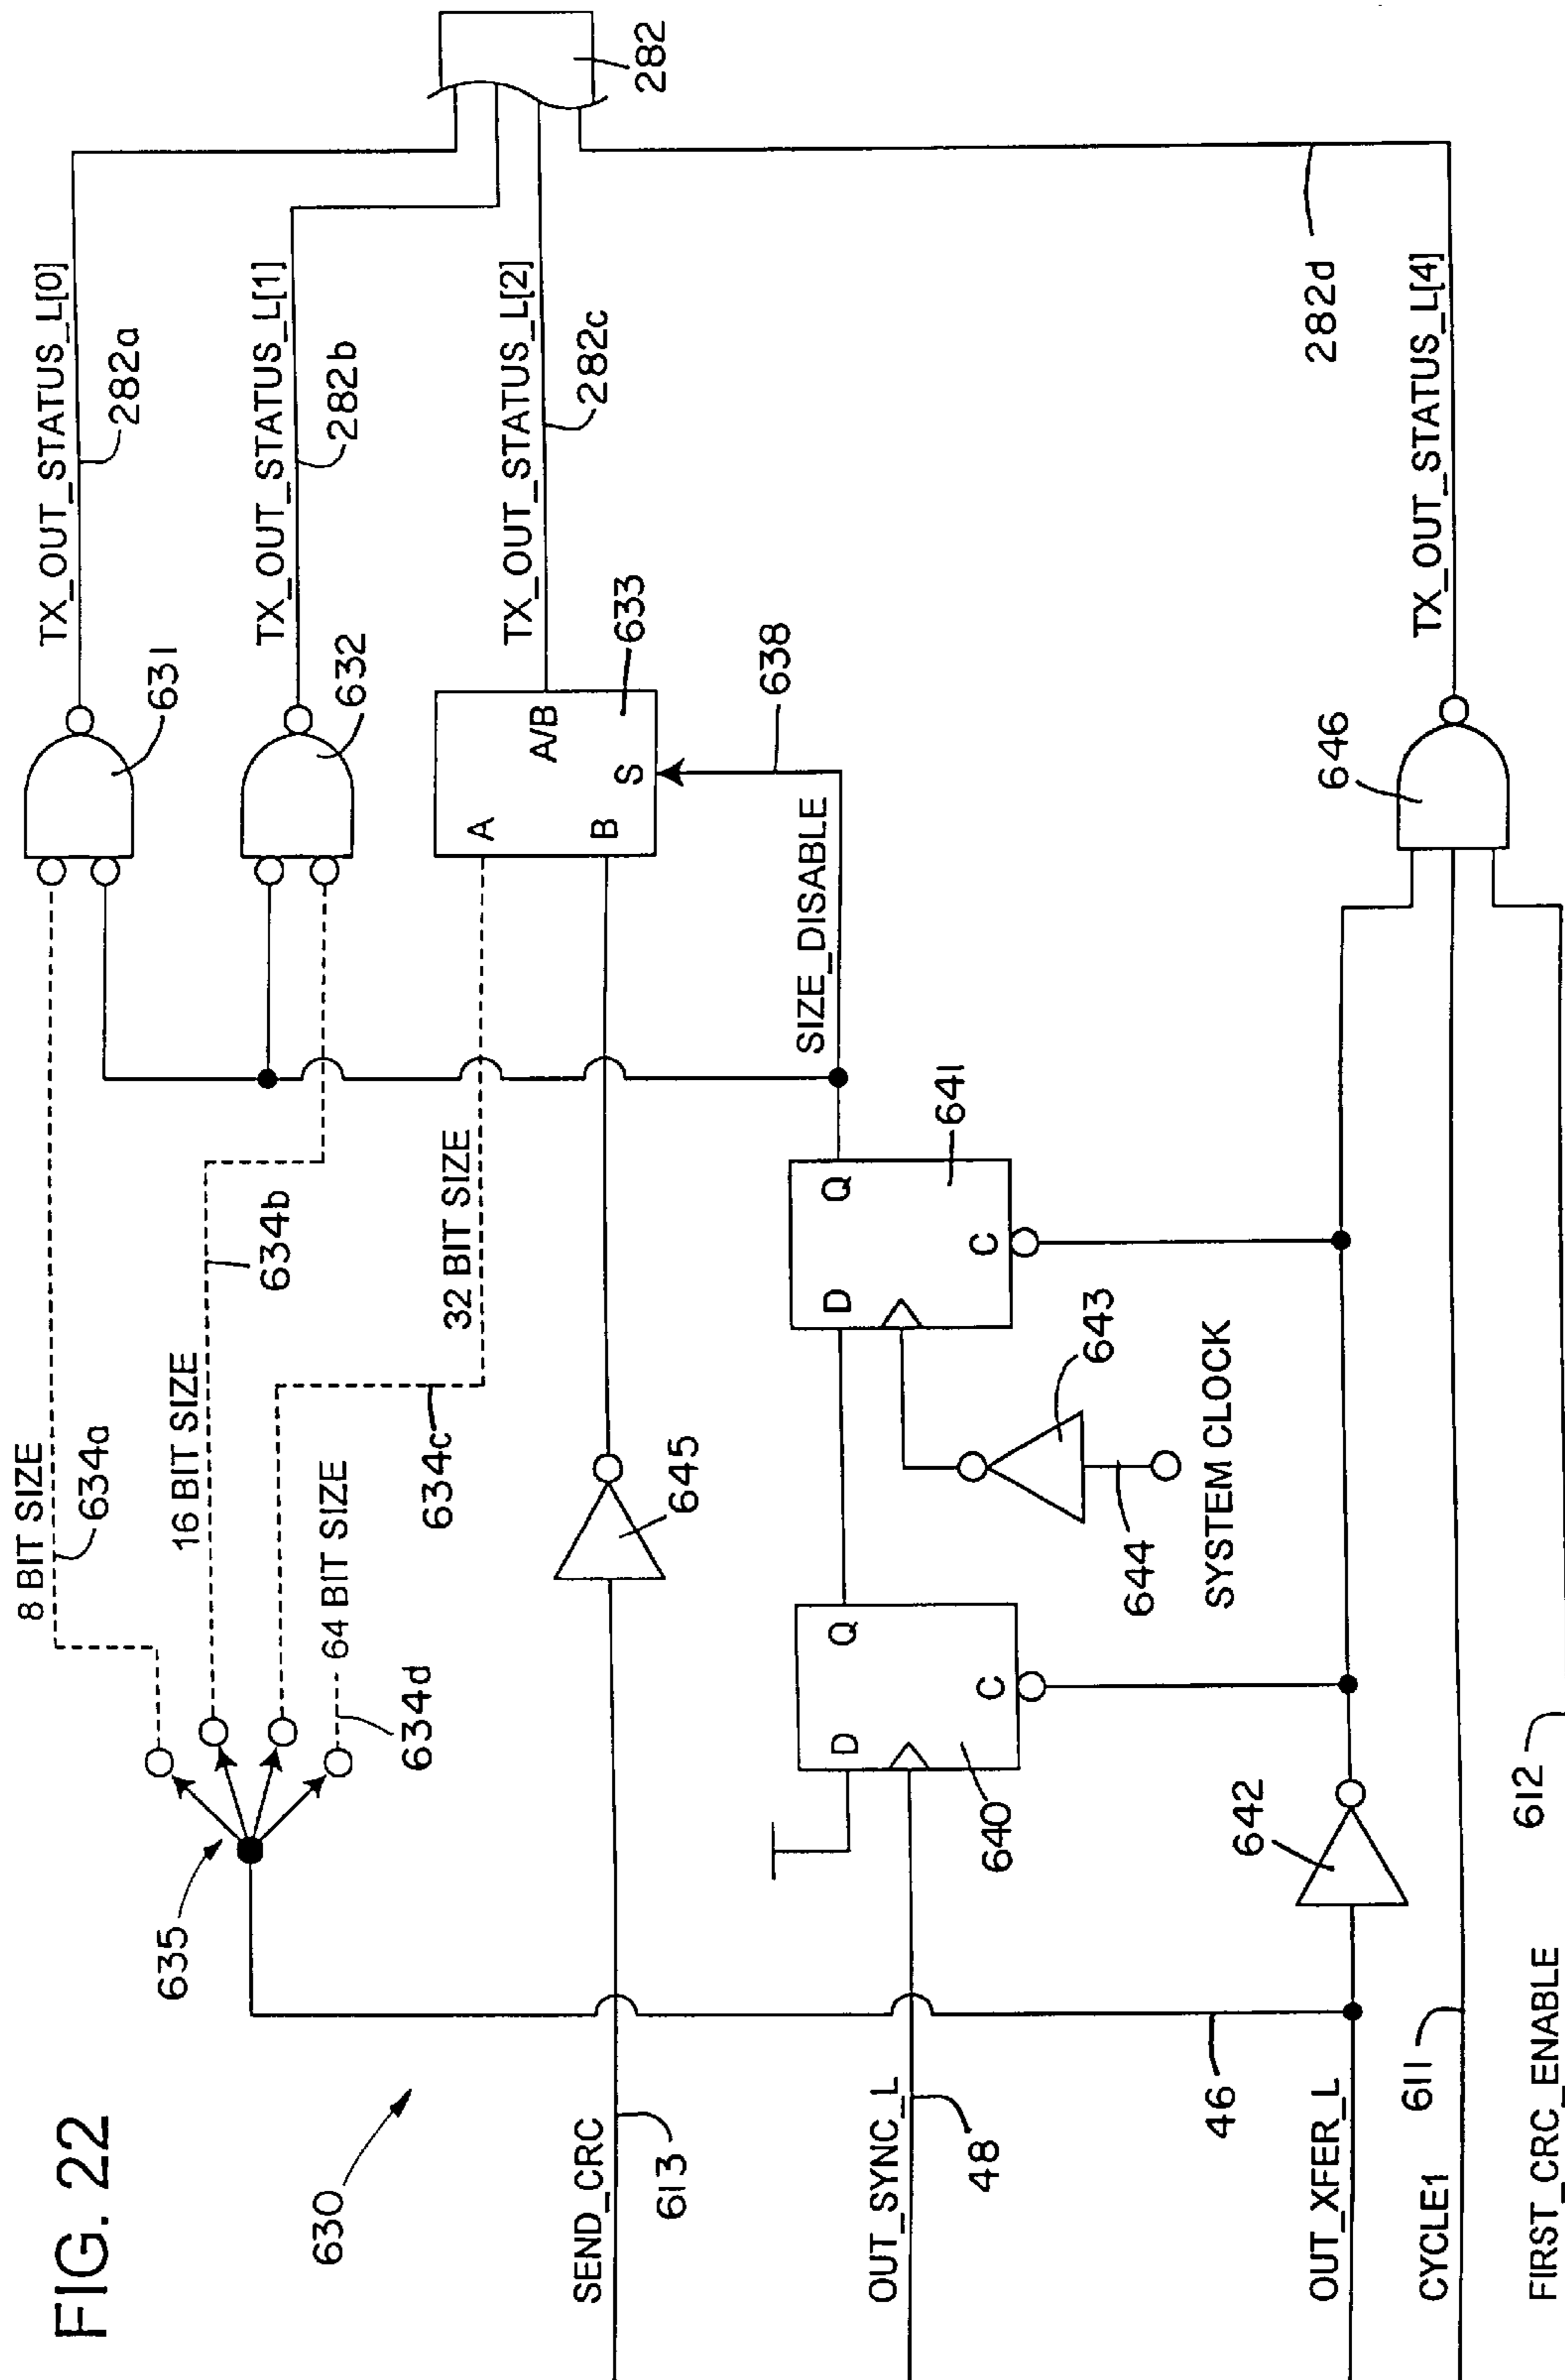 FIG. 22
630
635
8 BIT SIZE
634a
16 BIT SIZE
634b
634c
32 BIT SIZE
64 BIT SIZE
634d
631
TX_OUT_STATUS_L[0]
282a
632
TX_OUT_STATUS_L[1]
282b
282
A
B
A/B
S
633
TX_OUT_STATUS_L[2]
282c
638
SIZE_DISABLE
SEND_CRC
613
645
OUT_SYNC_L
48
D
Q
C
640
D
Q
C
641
643
644
SYSTEM CLOCK
46
OUT_XFER_L
642
646
TX_OUT_STATUS_L[4]
282d
CYCLE1
611
FIRST_CRC_ENABLE
612